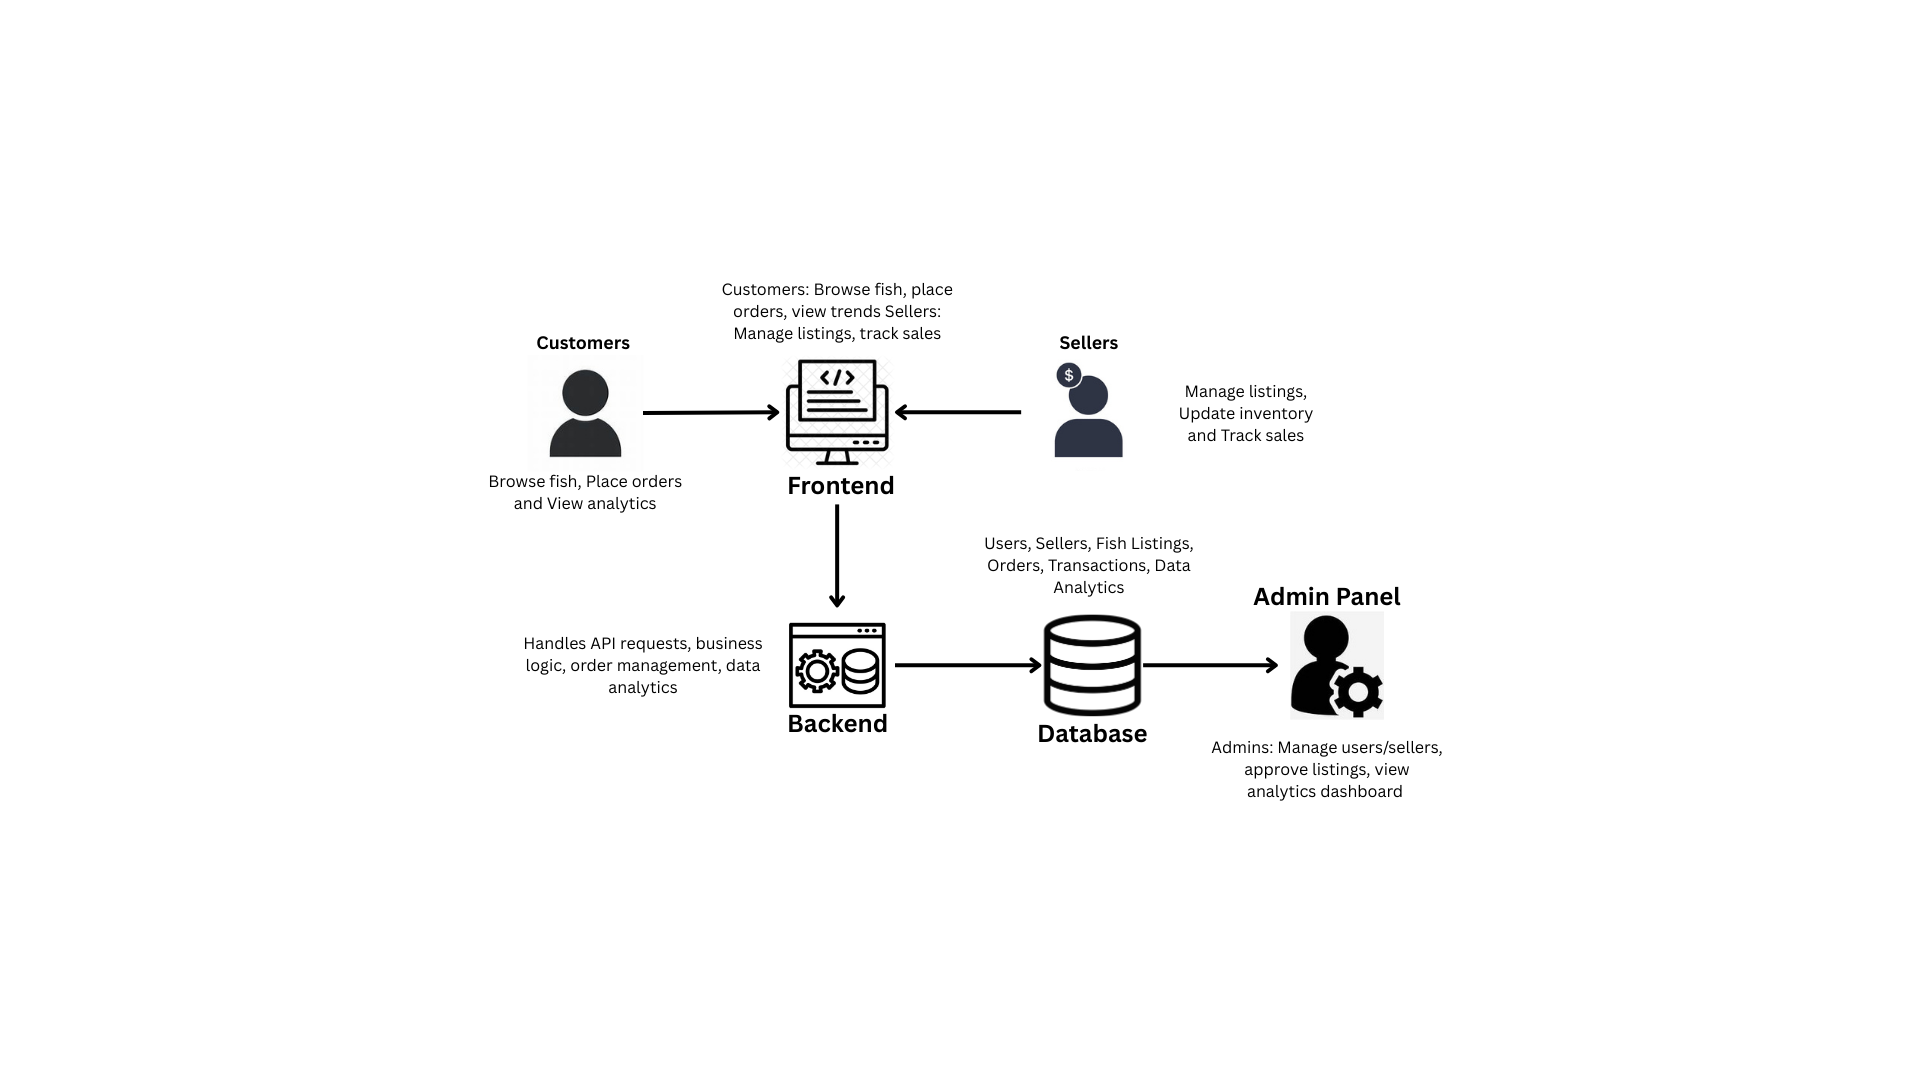 Customers: Browse fish, place
orders, view trends Sellers:
Manage listings, track sales
Customers
Sellers
$
</>
Manage listings,
Update inventory
and Track sales
Browse fish, Place orders
and View analytics
Frontend
Users, Sellers, Fish Listings,
Orders, Transactions, Data
Analytics
Admin Panel
Handles API requests, business
logic, order management, data
analytics
Backend
Database
Admins: Manage users/sellers,
approve listings, view
analytics dashboard